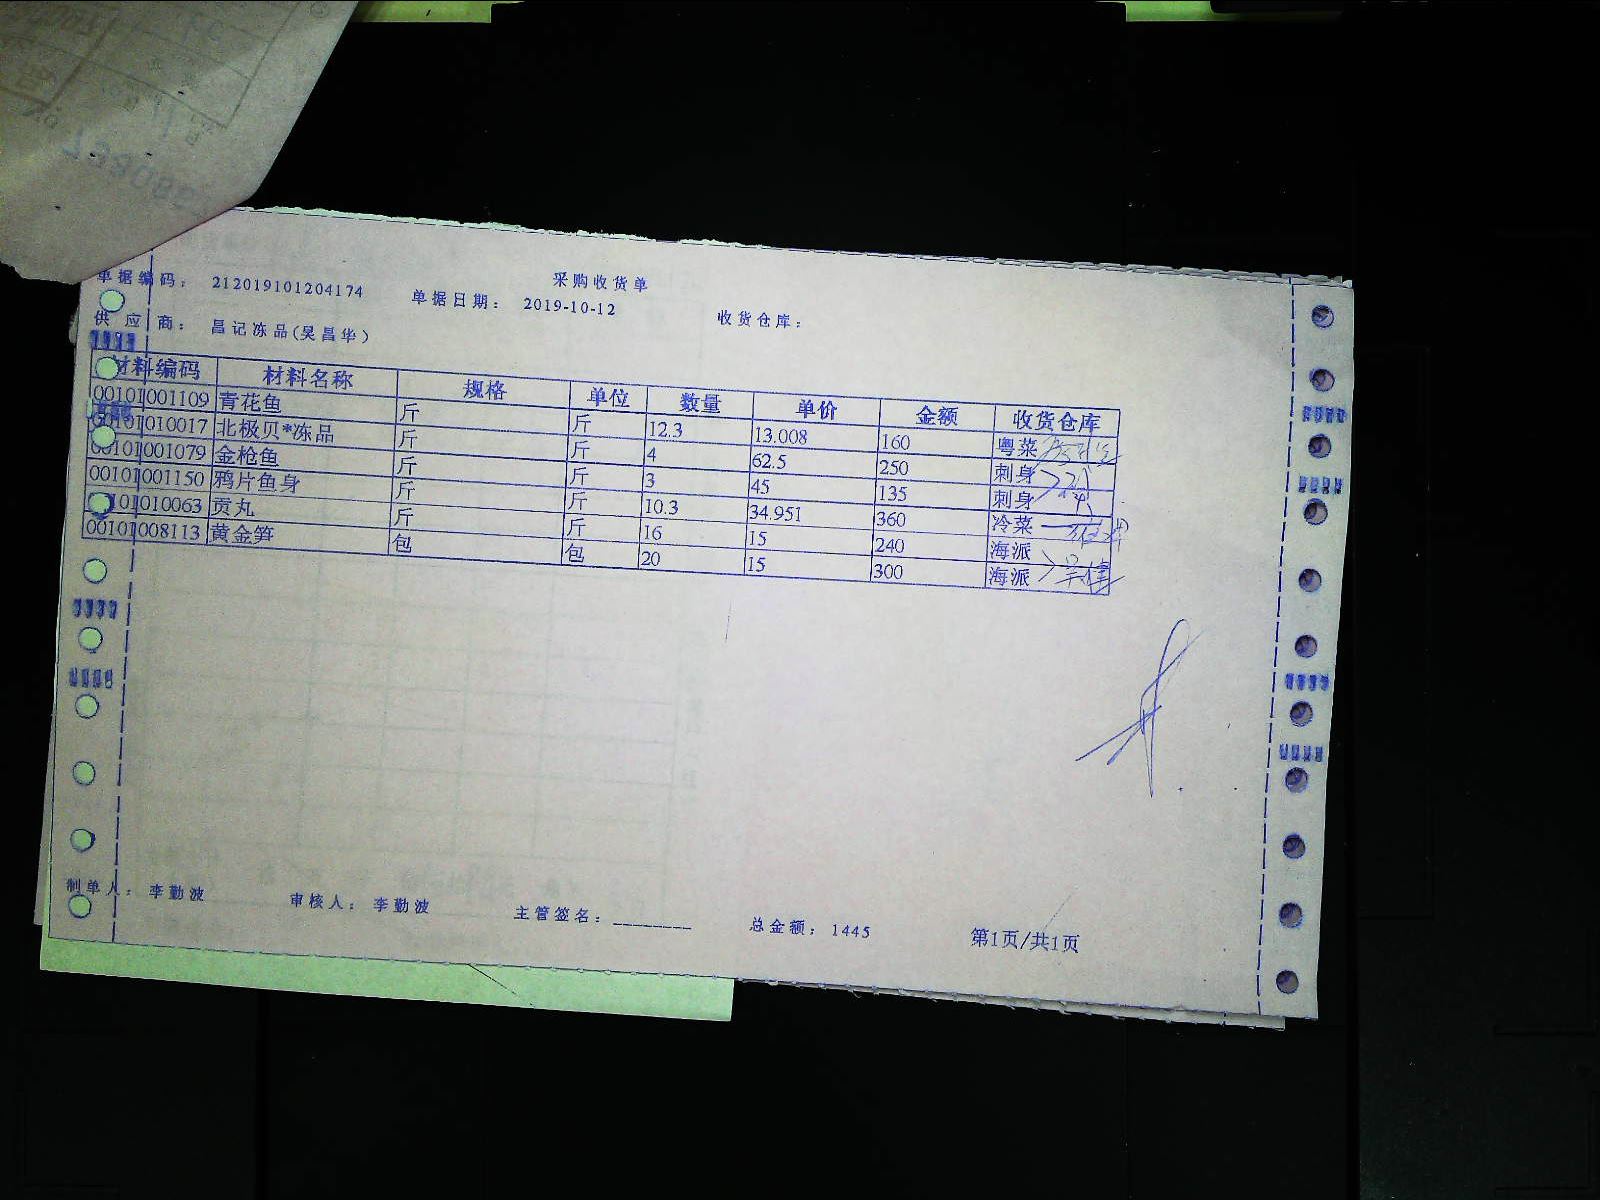 采购收货单
单据编码： 212019101204174 单据日期： 2019-10-12 收货仓库：
供应商： 昌记冻品(吴昌华)
材料编码 材料名称 规格 单位 数量 单价 金额 收货仓库
00101001109 青花鱼 斤 斤 12.3 13.008 160 粤菜
00101010017 北极贝*冻品 斤 斤 4 62.5 250 刺身
00101001079 金枪鱼 斤 斤 3 45 135 刺身
00101001150 鸦片鱼身 斤 斤 10.3 34.951 360 冷菜
00101010063 贡丸 斤 斤 16 15 240 海派
00101008113 黄金笋 包 包 20 15 300 海派
制单人： 李勤波 审核人： 李勤波 主管签名：________ 总金额： 1445 第1页/共1页